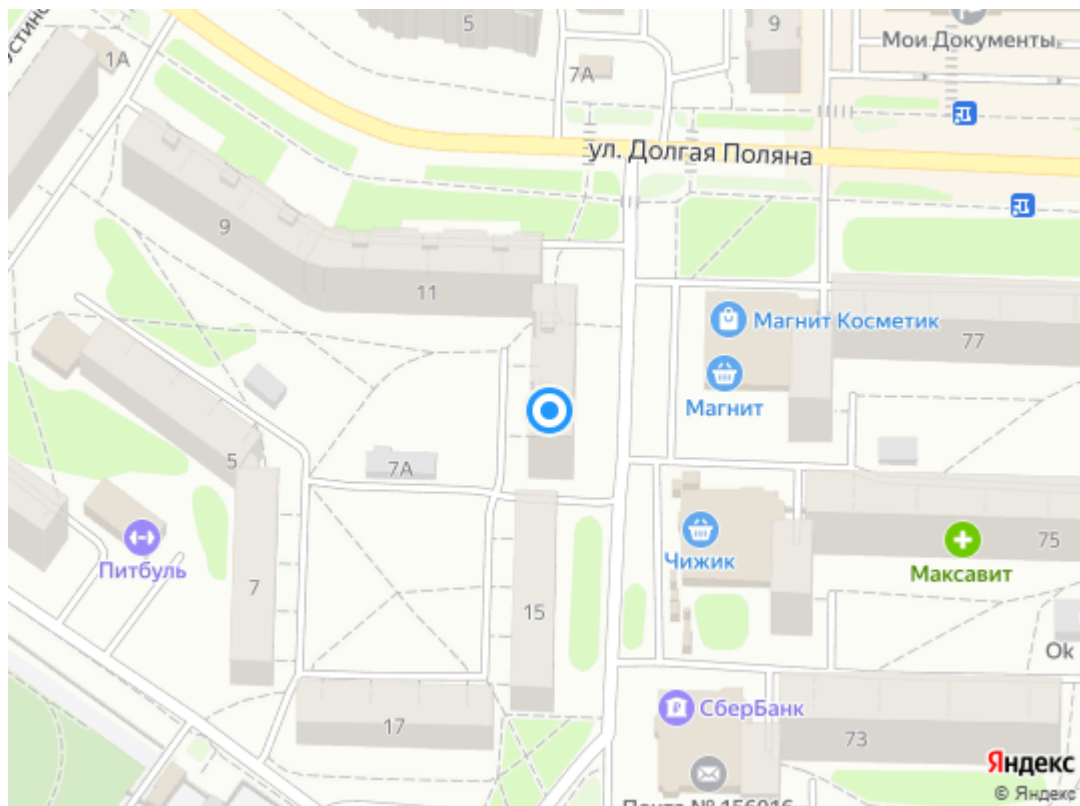 5
9
Мои Документы
1А
7А
ул. Долгая Поляна
9
11
Магнит Косметик
77
Магнит
5
7А
Чижик
75
Максавит
Питбуль
7
15
Ok
СберБанк
17
73
Яндекс
© Яндекс